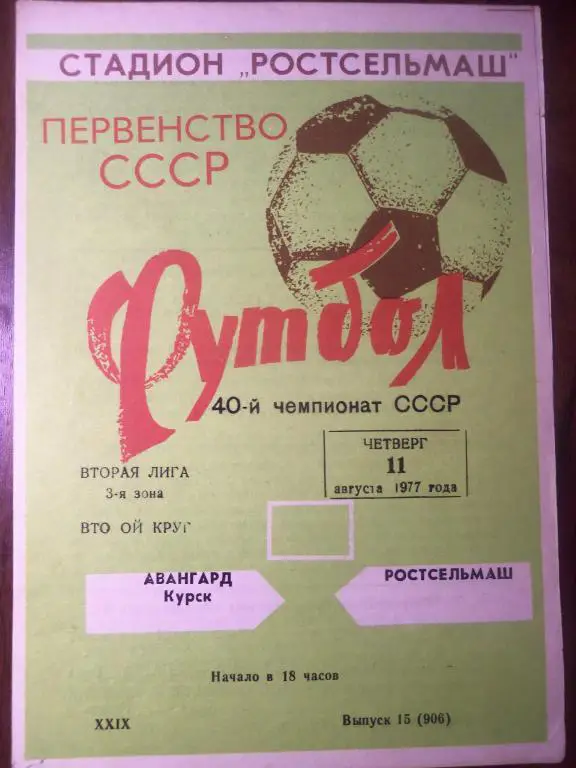 СТАДИОН „РОСТСЕЛЬМАШ"
ПЕРВЕНСТВО
СССР
Футбол
40-й чемпионат СССР
ЧЕТВЕРГ
11
августа 1977 года
ВТОРАЯ ЛИГА
3-я зона
ВТО ОЙ КРУГ
АВАНГАРД
Курск
РОСТСЕЛЬМАШ
Начало в 18 часов
XXIX
Выпуск 15 (906)